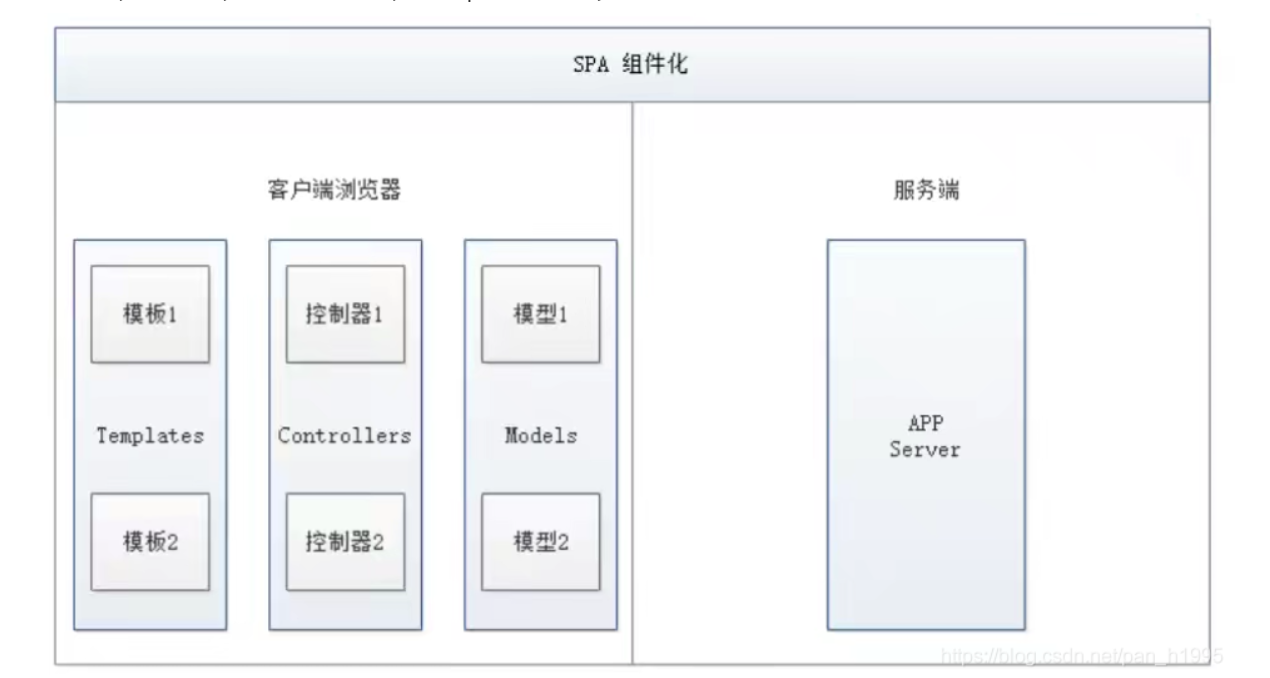 SPA 组件化
客户端浏览器
服务端
模板1
控制器1
模型1
Templates
Controllers
Models
APP
Server
模板2
控制器2
模型2
https://blog.csdn.net/pan_h1995